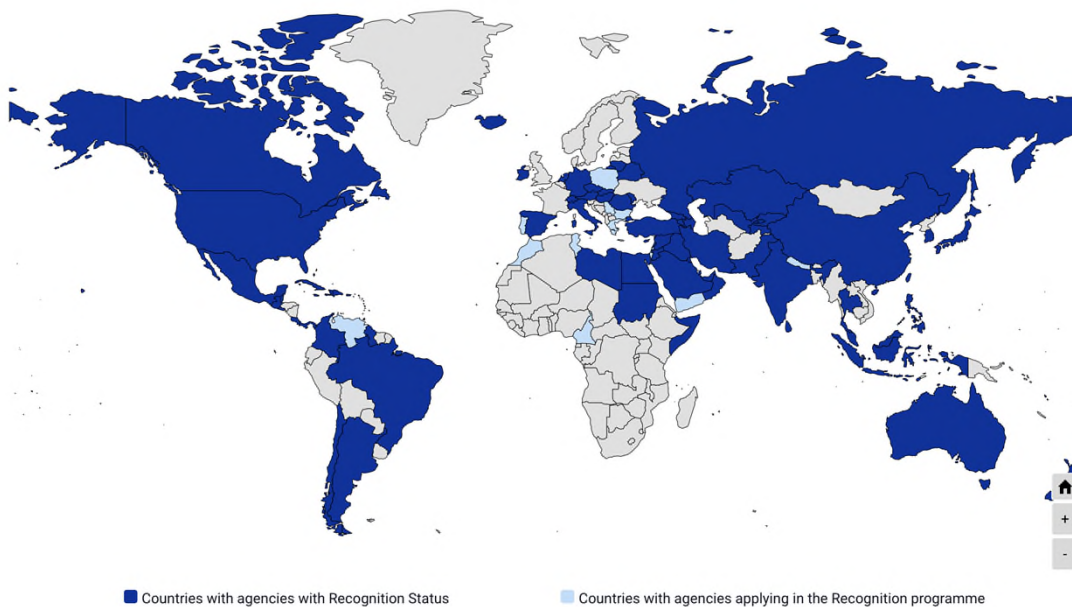 +
-
Countries with agencies with Recognition Status
Countries with agencies applying in the Recognition programme